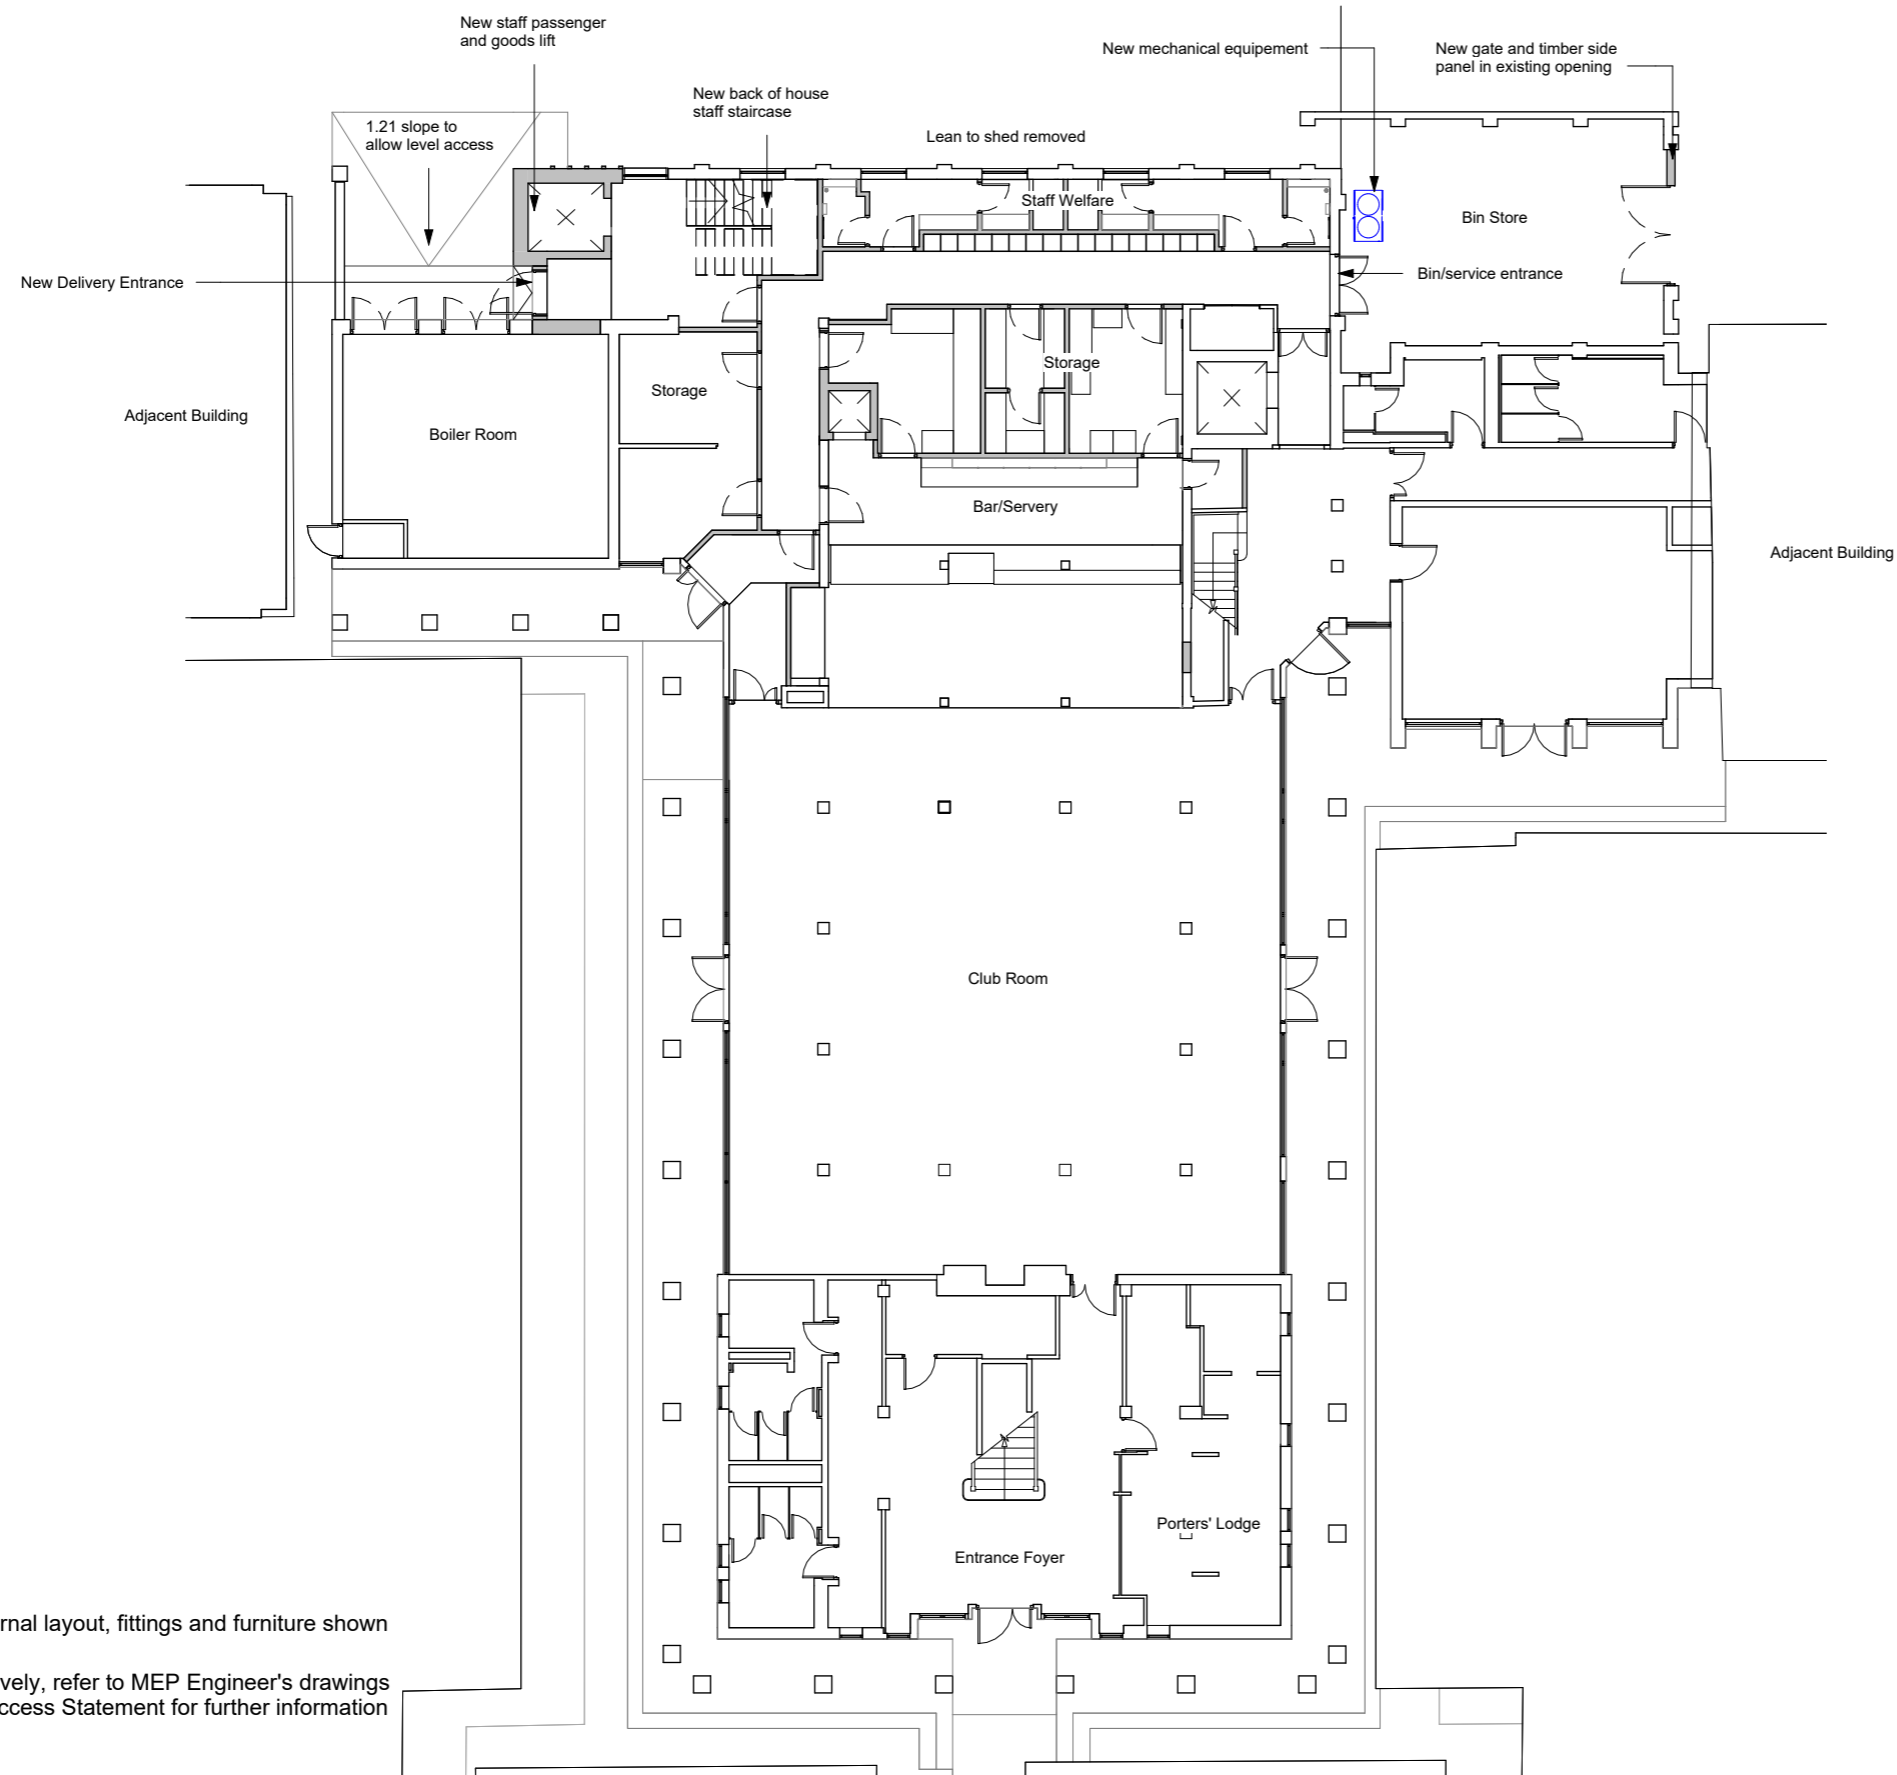 New staff passenger
and goods lift
New mechanical equipement
New gate and timber side
panel in existing opening
New back of house
staff staircase
1.21 slope to
allow level access
Lean to shed removed
Staff Welfare
Bin Store
New Delivery Entrance
Bin/service entrance
Storage
Storage
Adjacent Building
Boiler Room
Bar/Servery
Adjacent Building
Club Room
Porters' Lodge
Entrance Foyer
rnal layout, fittings and furniture shown
vely, refer to MEP Engineer's drawings
ccess Statement for further information